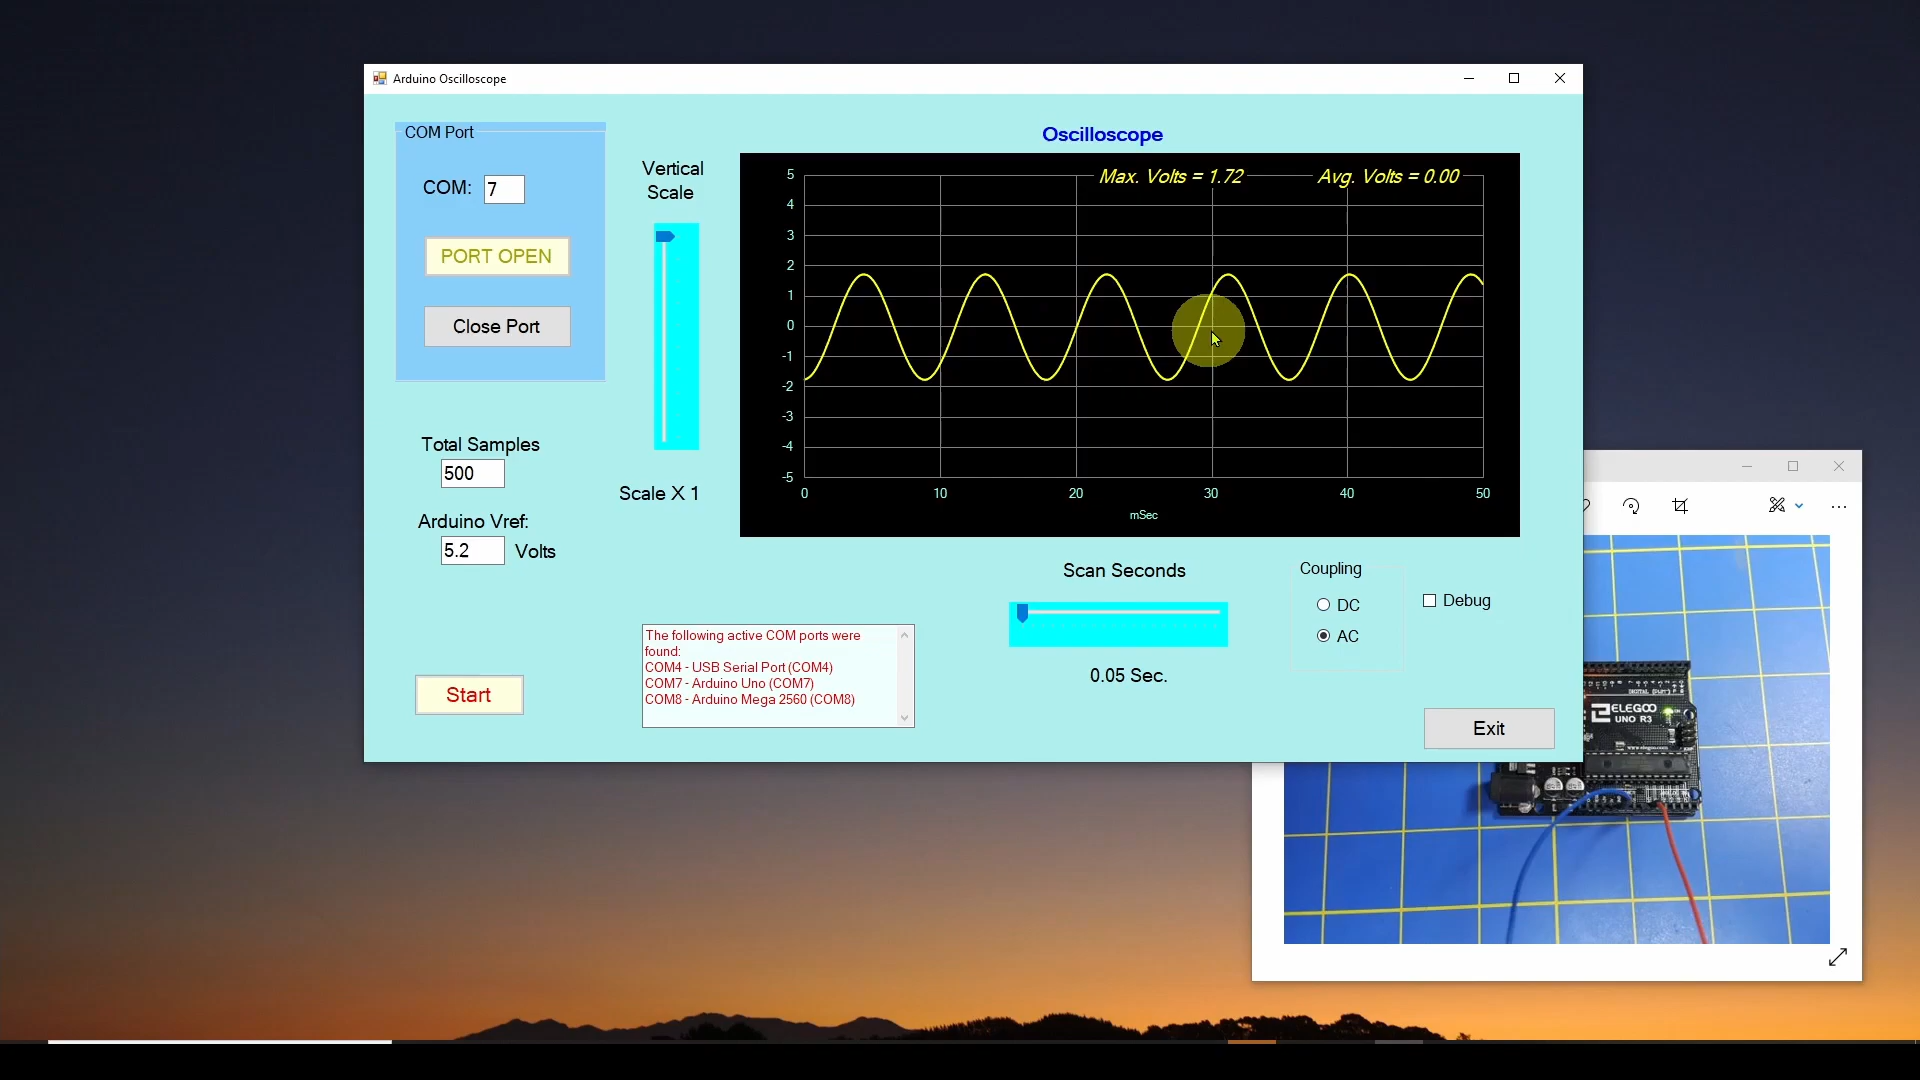 Arduino Oscilloscope
COM Port
COM: 7
PORT OPEN
Close Port
Total Samples
500
Arduino Vref:
5.2 Volts
Start
Vertical
Scale
Scale X 1
Oscilloscope
Max. Volts = 1.72 Avg. Volts = 0.00
5
4
3
2
1
0
-1
-2
-3
-4
-5
0 10 20 30 40 50
mSec
The following active COM ports were
found:
COM4 - USB Serial Port (COM4)
COM7 - Arduino Uno (COM7)
COM8 - Arduino Mega 2560 (COM8)
Scan Seconds
0.05 Sec.
Coupling
DC
AC
Debug
Exit
ELEGOO
UNO R3